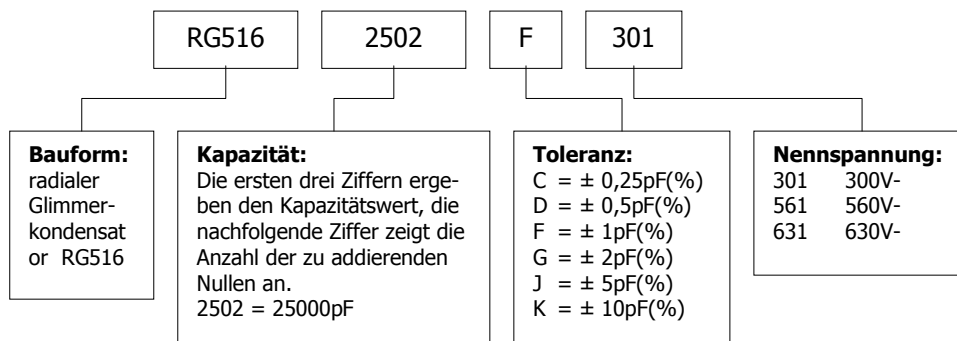 RG516 2502 F 301
Bauform:
radialer
Glimmer-
kondensat
or RG516
Kapazität:
Die ersten drei Ziffern erge-
ben den Kapazitätswert, die
nachfolgende Ziffer zeigt die
Anzahl der zu addierenden
Nullen an.
2502 = 25000pF
Toleranz:
C = ± 0,25pF(%)
D = ± 0,5pF(%)
F = ± 1pF(%)
G = ± 2pF(%)
J = ± 5pF(%)
K = ± 10pF(%)
Nennspannung:
301 300V-
561 560V-
631 630V-